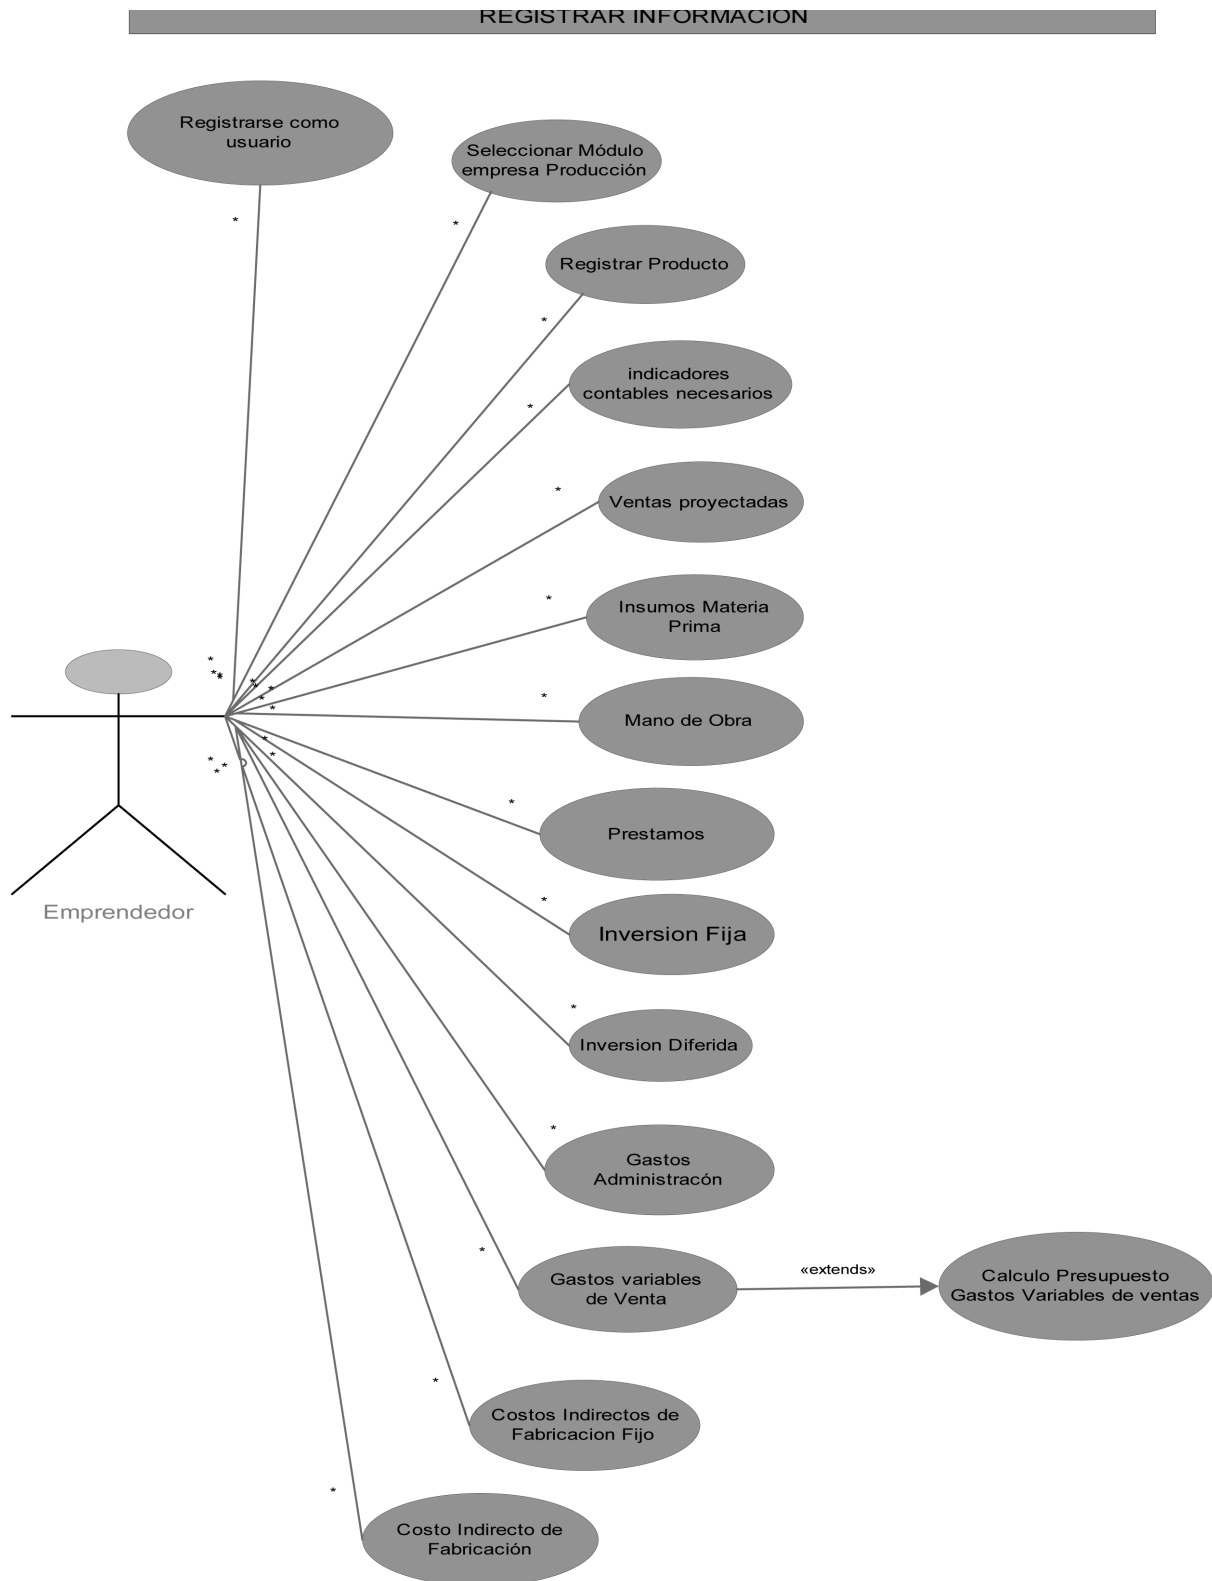 REGISTRAR INFORMACION
Registrarse como
usuario
*
Seleccionar Módulo
empresa Producción
*
Registrar Producto
*
indicadores
contables necesarios
*
Ventas proyectadas
*
Insumos Materia
Prima
*
*
*
*
*
*
*
*
*
*
Mano de Obra
*
*
*
*
*
*
Prestamos
*
Emprendedor
Inversion Fija
*
Inversion Diferida
*
Gastos
Administracón
*
Gastos variables
de Venta
*
«extends»
Calculo Presupuesto
Gastos Variables de ventas
Costos Indirectos de
Fabricacion Fijo
*
Costo Indirecto de
Fabricación
*